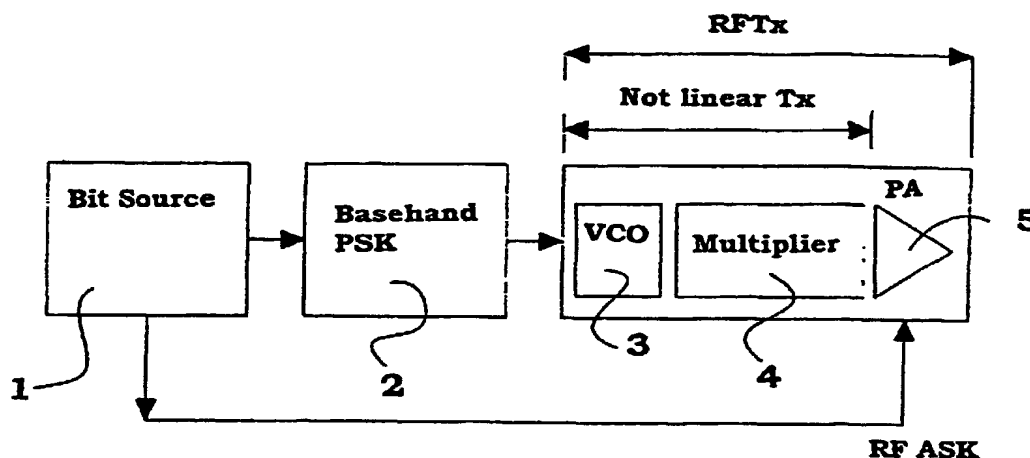 RFTx
Not linear Tx
Bit Source
Basehand
PSK
VCO
Multiplier
PA
5
1
2
3
4
RF ASK